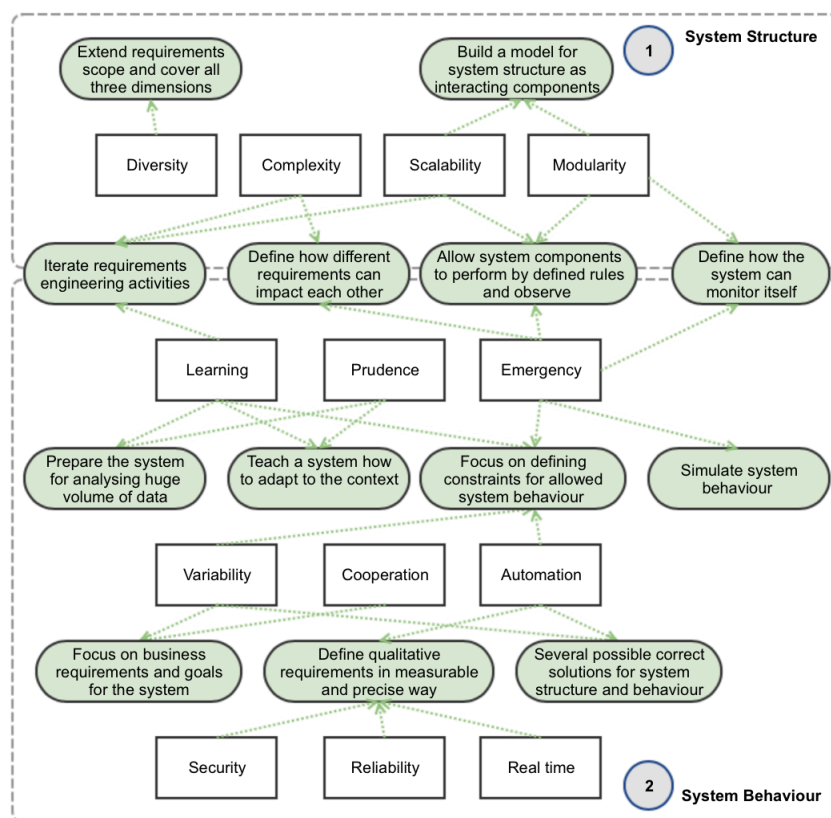 Extend requirements
scope and cover all
three dimensions
Build a model for
system structure as
interacting components
1
System Structure
Diversity
Complexity
Scalability
Modularity
Iterate requirements
engineering activities
Define how different
requirements can
impact each other
Allow system components
to perform by defined rules
and observe
Define how the
system can
monitor itself
Learning
Prudence
Emergency
Prepare the system
for analysing huge
volume of data
Teach a system how
to adapt to the context
Focus on defining
constraints for allowed
system behaviour
Simulate system
behaviour
Variability
Cooperation
Automation
Focus on business
requirements and goals
for the system
Define qualitative
requirements in measurable
and precise way
Several possible correct
solutions for system
structure and behaviour
Security
Reliability
Real time
2
System Behaviour